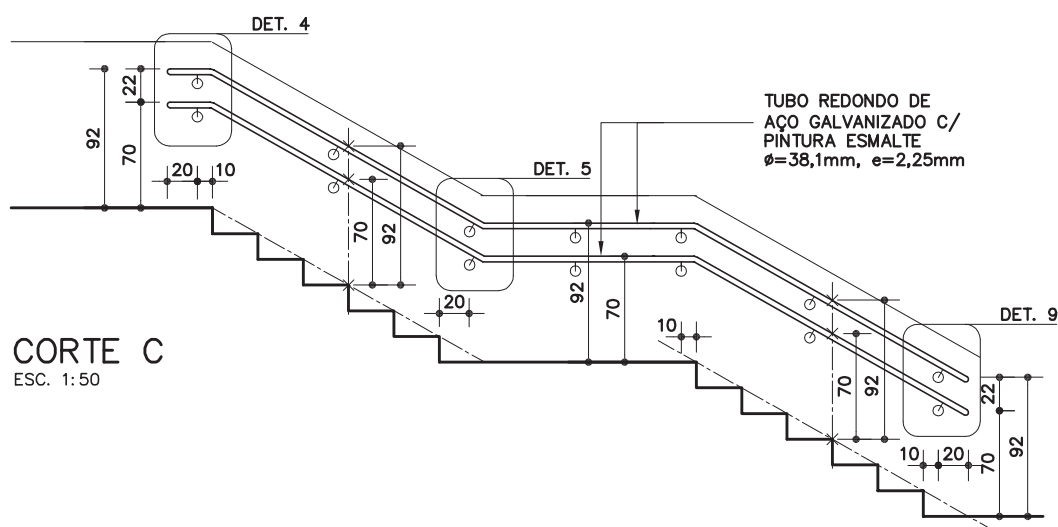 DET. 4
22
92
70
20
10
TUBO REDONDO DE
AÇO GALVANIZADO C/
PINTURA ESMALTE
ø=38,1mm, e=2,25mm
DET. 5
70
92
20
92
70
10
DET. 9
70
92
22
92
70
10
20
CORTE C
ESC. 1:50